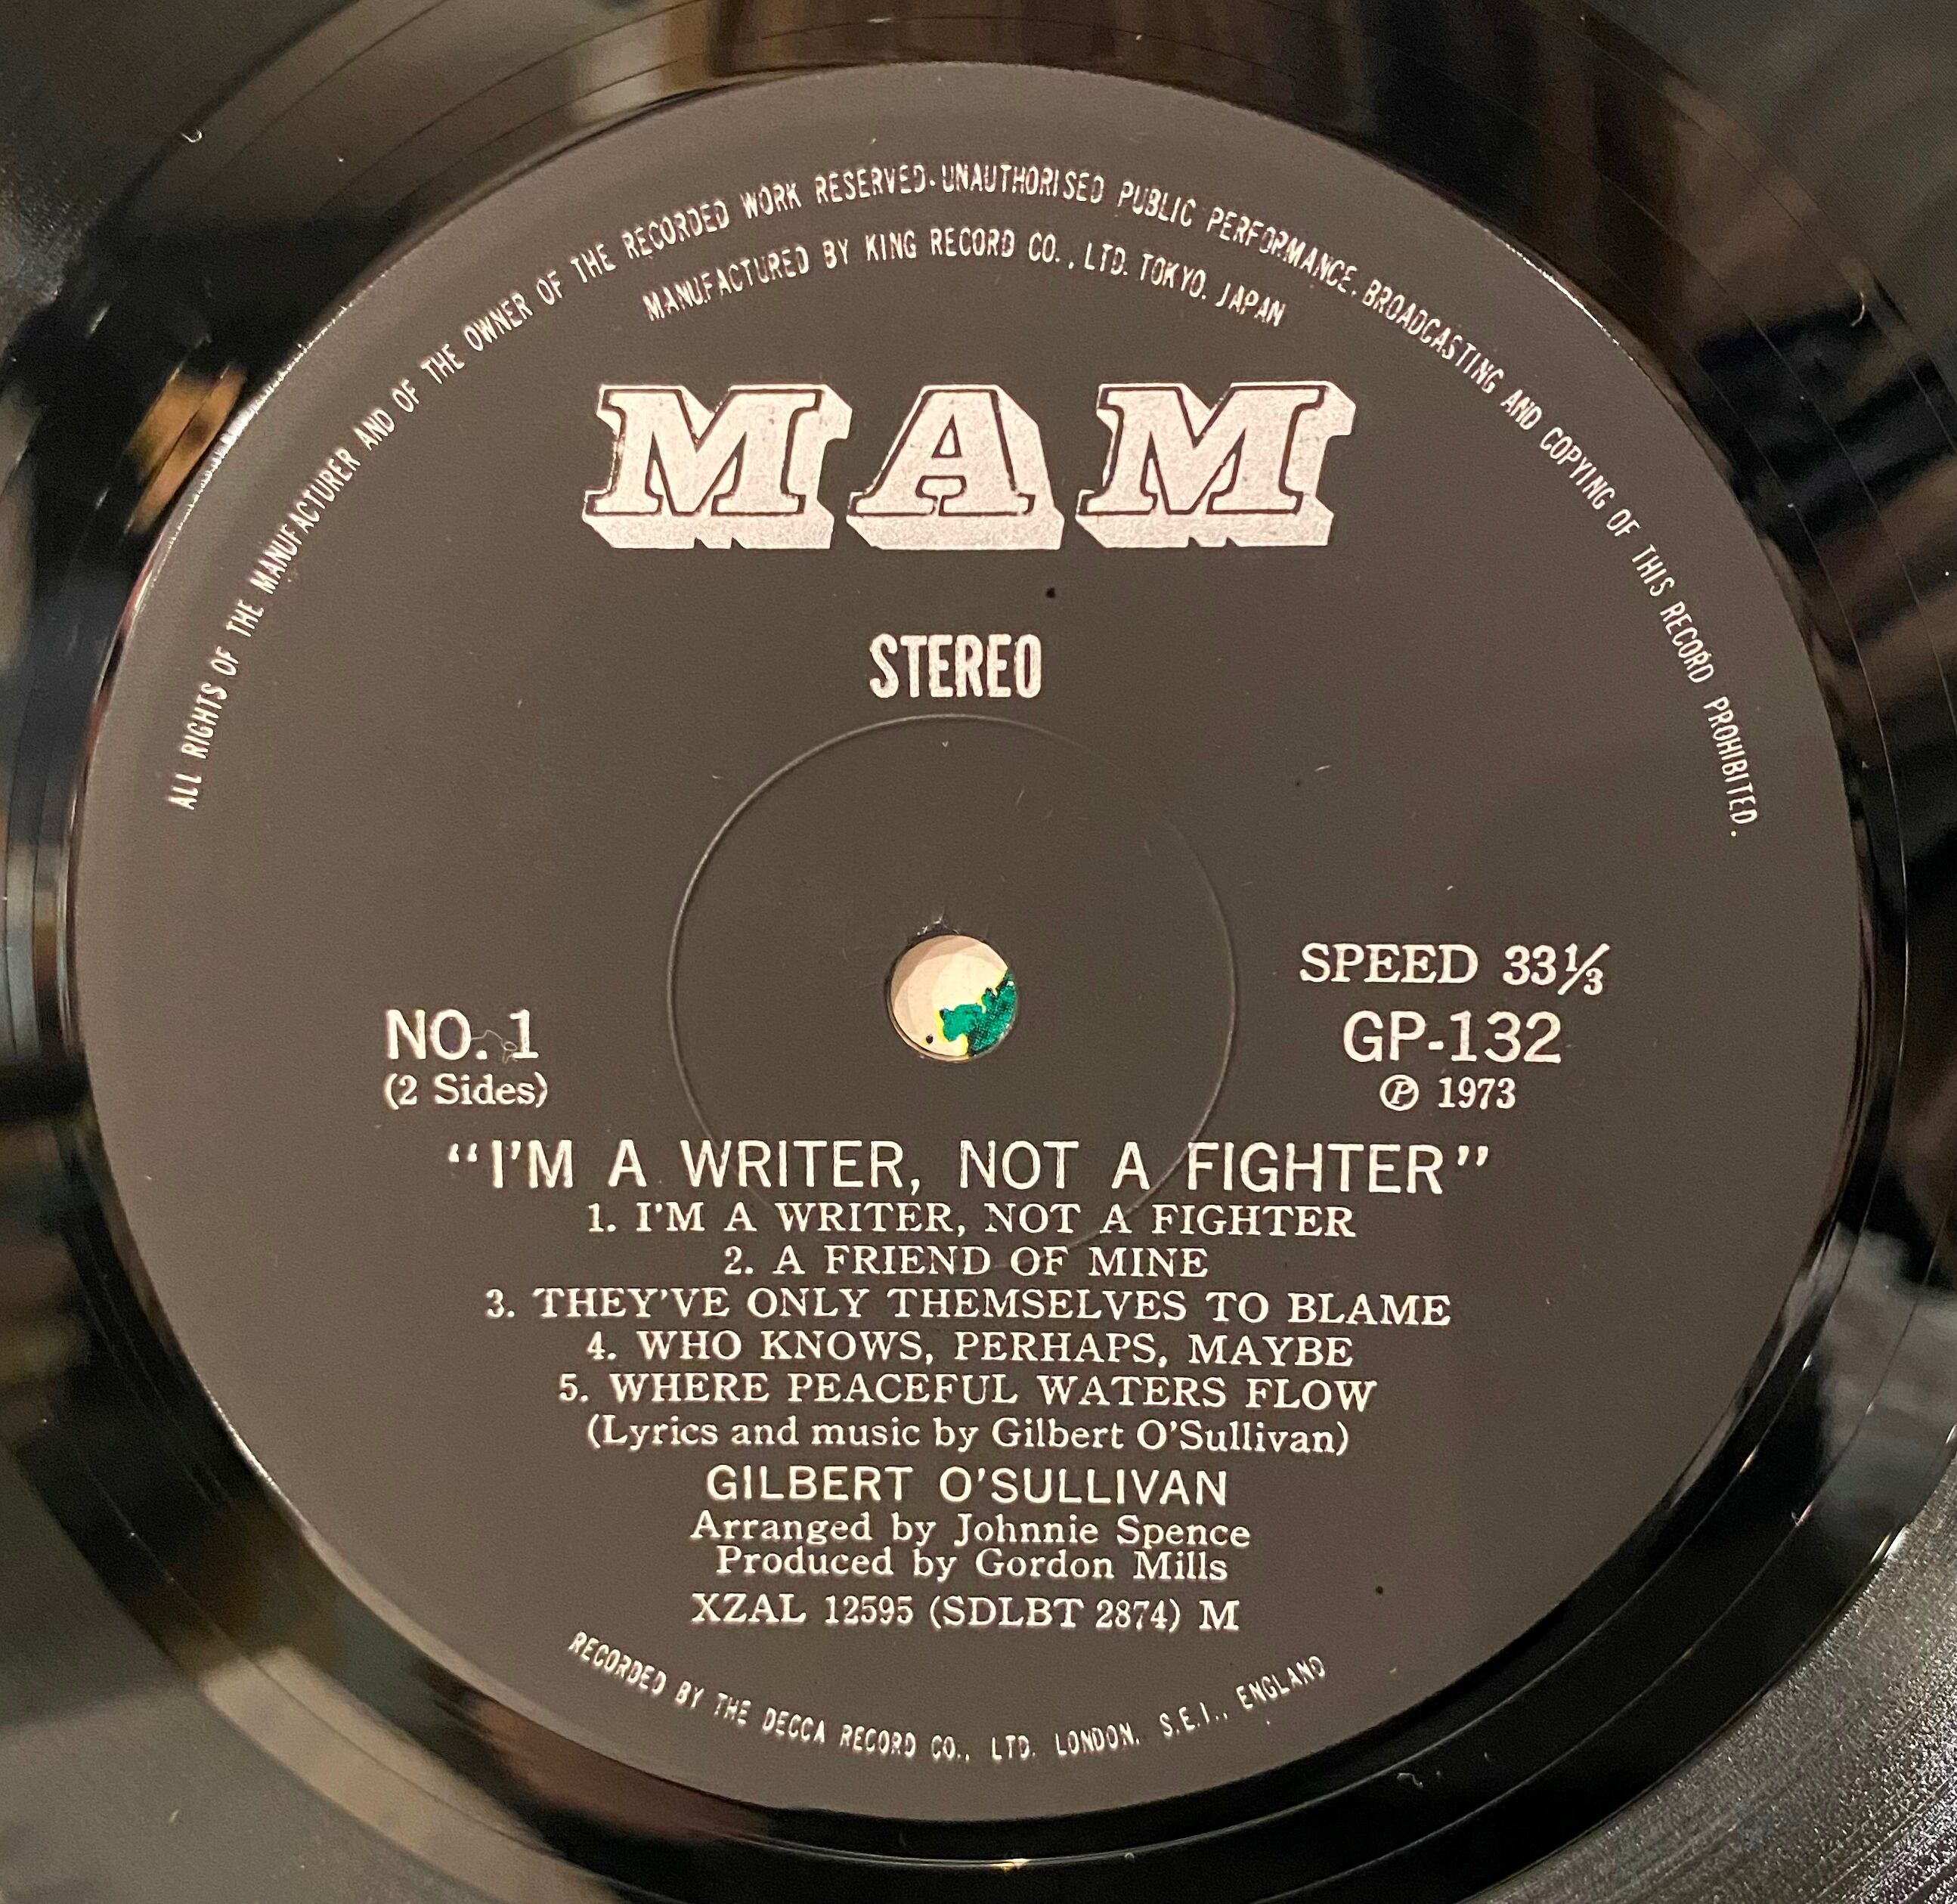 ALL RIGHTS OF THE MANUFACTURER AND OF THE OWNER OF THE RECORDED WORK RESERVED. UNAUTHORISED PUBLIC PERFORMANCE. BROADCASTING AND COPYING OF THIS RECORD PROHIBITED.
MANUFACTURED BY KING RECORD CO., LTD. TOKYO. JAPAN
MAM
STEREO
SPEED 33⅓
NO. 1
GP-132
(2 Sides)
℗ 1973
“I'M A WRITER, NOT A FIGHTER”
1. I'M A WRITER, NOT A FIGHTER
2. A FRIEND OF MINE
3. THEY'VE ONLY THEMSELVES TO BLAME
4. WHO KNOWS, PERHAPS, MAYBE
5. WHERE PEACEFUL WATERS FLOW
(Lyrics and music by Gilbert O'Sullivan)
GILBERT O'SULLIVAN
Arranged by Johnnie Spence
Produced by Gordon Mills
XZAL 12595 (SDLBT 2874) M
RECORDED BY THE DECCA RECORD CO., LTD. LONDON. S.E.I., ENGLAND